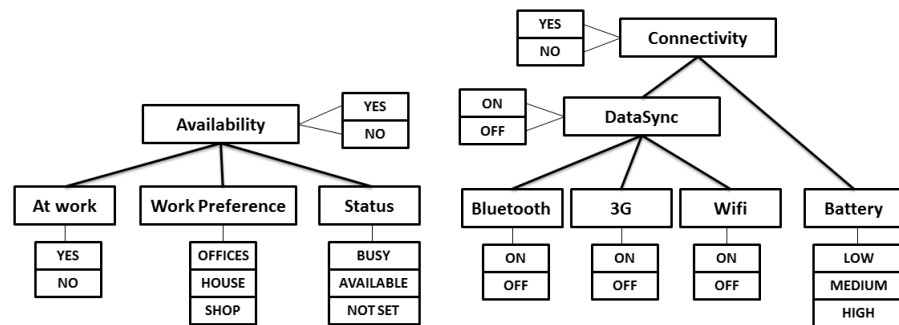 YES
NO
Connectivity
ON
OFF
DataSync
YES
NO
Availability
At work
Work Preference
Status
Bluetooth
3G
Wifi
Battery
YES
NO
OFFICES
HOUSE
SHOP
BUSY
AVAILABLE
NOT SET
ON
OFF
ON
OFF
ON
OFF
LOW
MEDIUM
HIGH